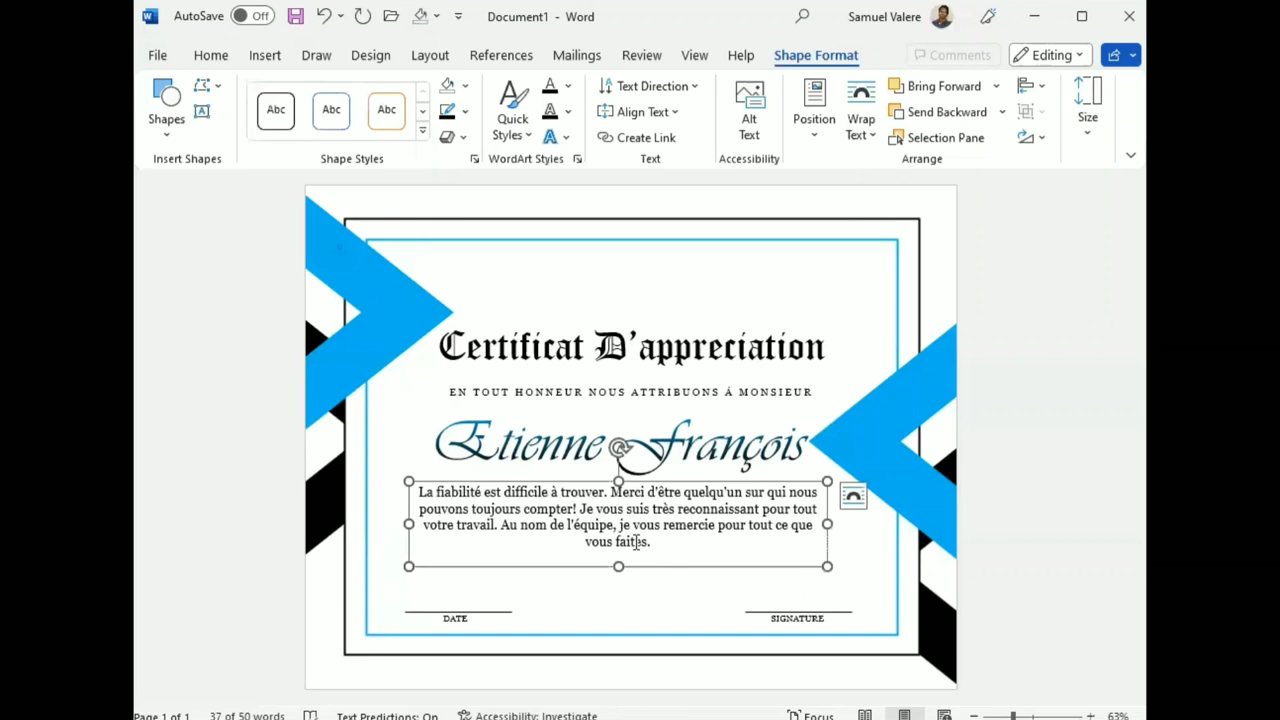 AutoSave Off Document1 - Word Samuel Valere
File Home Insert Draw Design Layout References Mailings Review View Help Shape Format Comments Editing
Shapes
Insert Shapes
Abc Abc Abc
Shape Styles
Quick Styles
WordArt Styles
Text Direction
Align Text
Create Link
Text
Alt Text
Accessibility
Position
Wrap Text
Bring Forward
Send Backward
Selection Pane
Arrange
Size
Certificat D'appreciation
EN TOUT HONNEUR NOUS ATTRIBUONS Á MONSIEUR
Etienne François
La fiabilité est difficile à trouver. Merci d'être quelqu'un sur qui nous
pouvons toujours compter! Je vous suis très reconnaissant pour tout
votre travail. Au nom de l'équipe, je vous remercie pour tout ce que
vous faites.
DATE SIGNATURE
Page 1 of 1 37 of 50 words Text Predictions: On Accessibility: Investigate Focus 63%